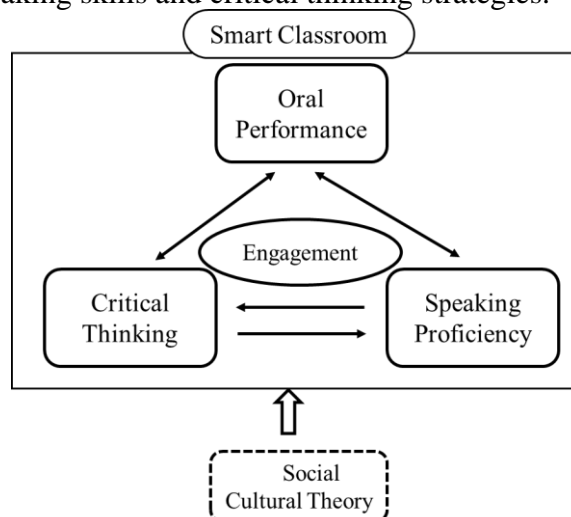 aking skills and critical thinking strategies.
Smart Classroom
Oral
Performance
Engagement
Critical
Thinking
Speaking
Proficiency
Social
Cultural Theory